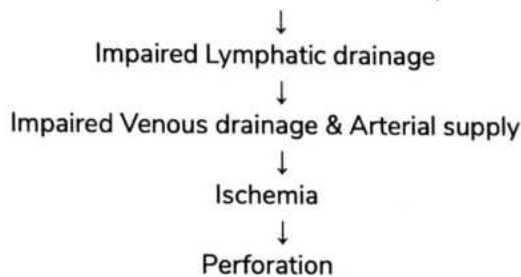 ↓
Impaired Lymphatic drainage
↓
Impaired Venous drainage & Arterial supply
↓
Ischemia
↓
Perforation